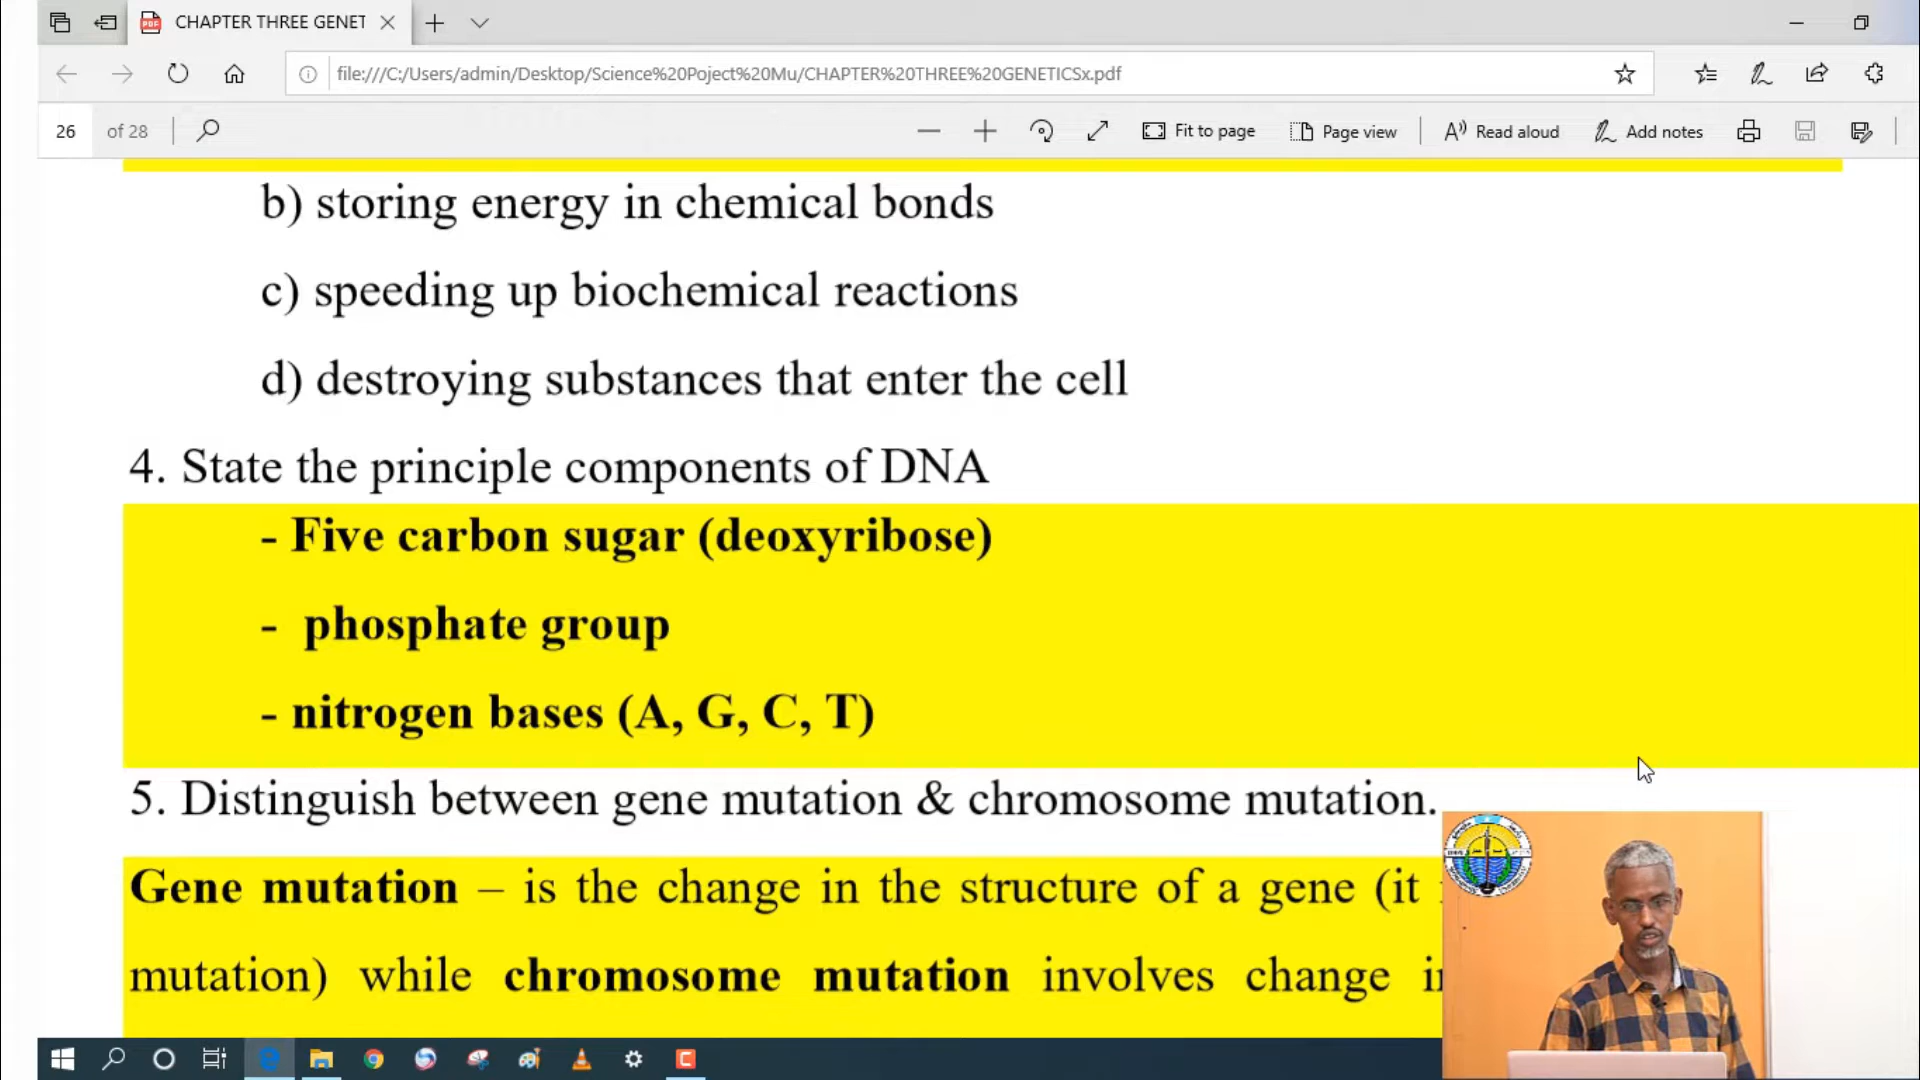 CHAPTER THREE GENET
file:///C:/Users/admin/Desktop/Science%20Poject%20Mu/CHAPTER%20THREE%20GENETICSx.pdf
26 of 28
Fit to page
Page view
Read aloud
Add notes
b) storing energy in chemical bonds
c) speeding up biochemical reactions
d) destroying substances that enter the cell
4. State the principle components of DNA
- Five carbon sugar (deoxyribose)
- phosphate group
- nitrogen bases (A, G, C, T)
5. Distinguish between gene mutation & chromosome mutation.
Gene mutation – is the change in the structure of a gene (it
mutation) while chromosome mutation involves change